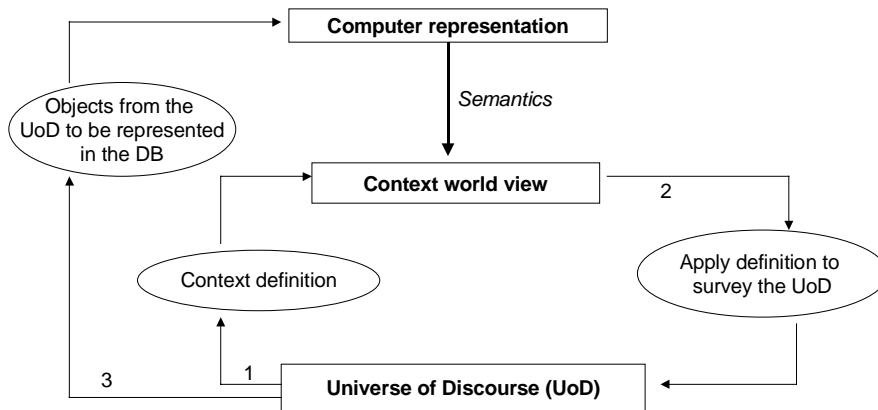 Computer representation
Objects from the
UoD to be represented
in the DB
Semantics
Context world view
2
Context definition
Apply definition to
survey the UoD
3
1
Universe of Discourse (UoD)